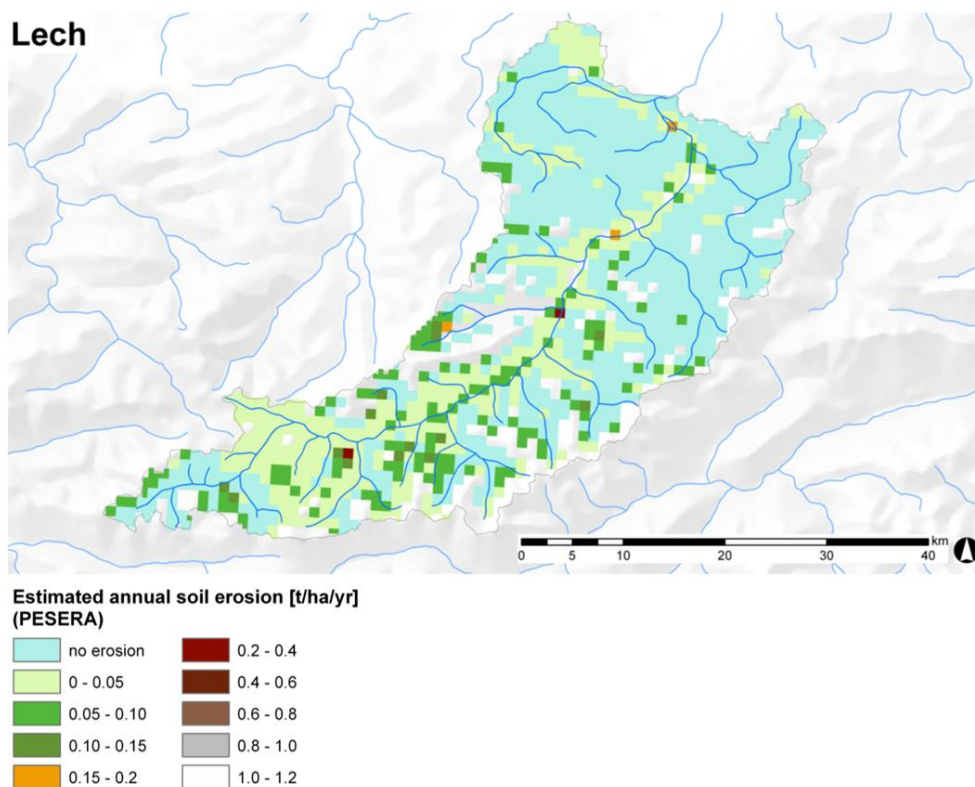 Lech
km
0 5 10 20 30 40
Estimated annual soil erosion [t/ha/yr]
(PESERA)
no erosion
0 - 0.05
0.05 - 0.10
0.10 - 0.15
0.15 - 0.2
0.2 - 0.4
0.4 - 0.6
0.6 - 0.8
0.8 - 1.0
1.0 - 1.2